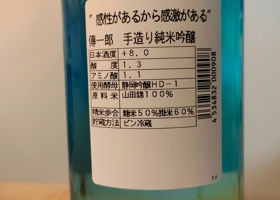 "感性があるから感激がある"
傳一郎 手造り純米吟醸
日本酒度 +8.0
酸度 1.3
アミノ酸 1.1
使用酵母 静岡吟醸HD-1
原料米 山田錦100%
精米歩合 麹米50%掛米60%
貯蔵方法 ビン冷蔵
4 534832 000908